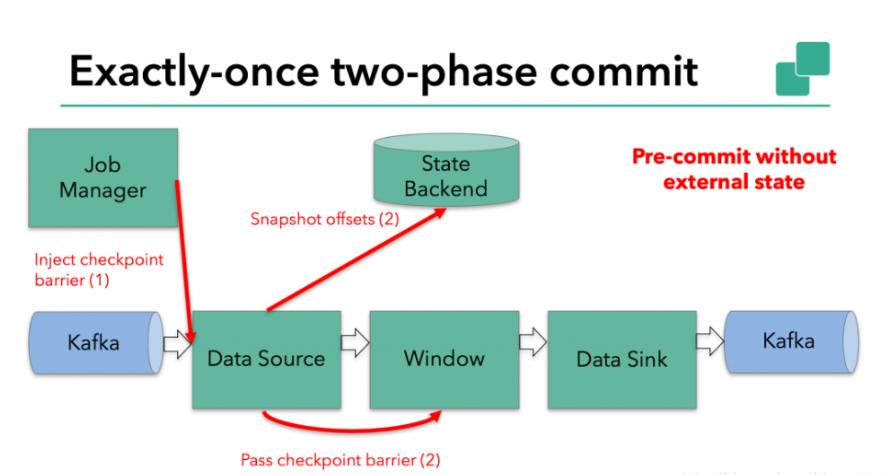 Exactly-once two-phase commit
Job
Manager
State
Backend
Pre-commit without
external state
Snapshot offsets (2)
Inject checkpoint
barrier (1)
Kafka
Data Source
Window
Data Sink
Kafka
Pass checkpoint barrier (2)